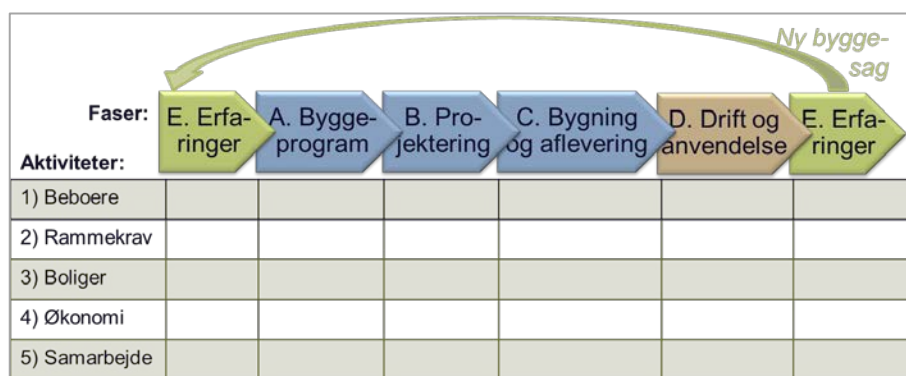 Ny bygge-
sag
Faser:
E. Erfa-
ringer
A. Bygge-
program
B. Pro-
jektering
C. Bygning
og aflevering
D. Drift og
anvendelse
E. Erfa-
ringer
Aktiviteter:
1) Beboere
2) Rammekrav
3) Boliger
4) Økonomi
5) Samarbejde